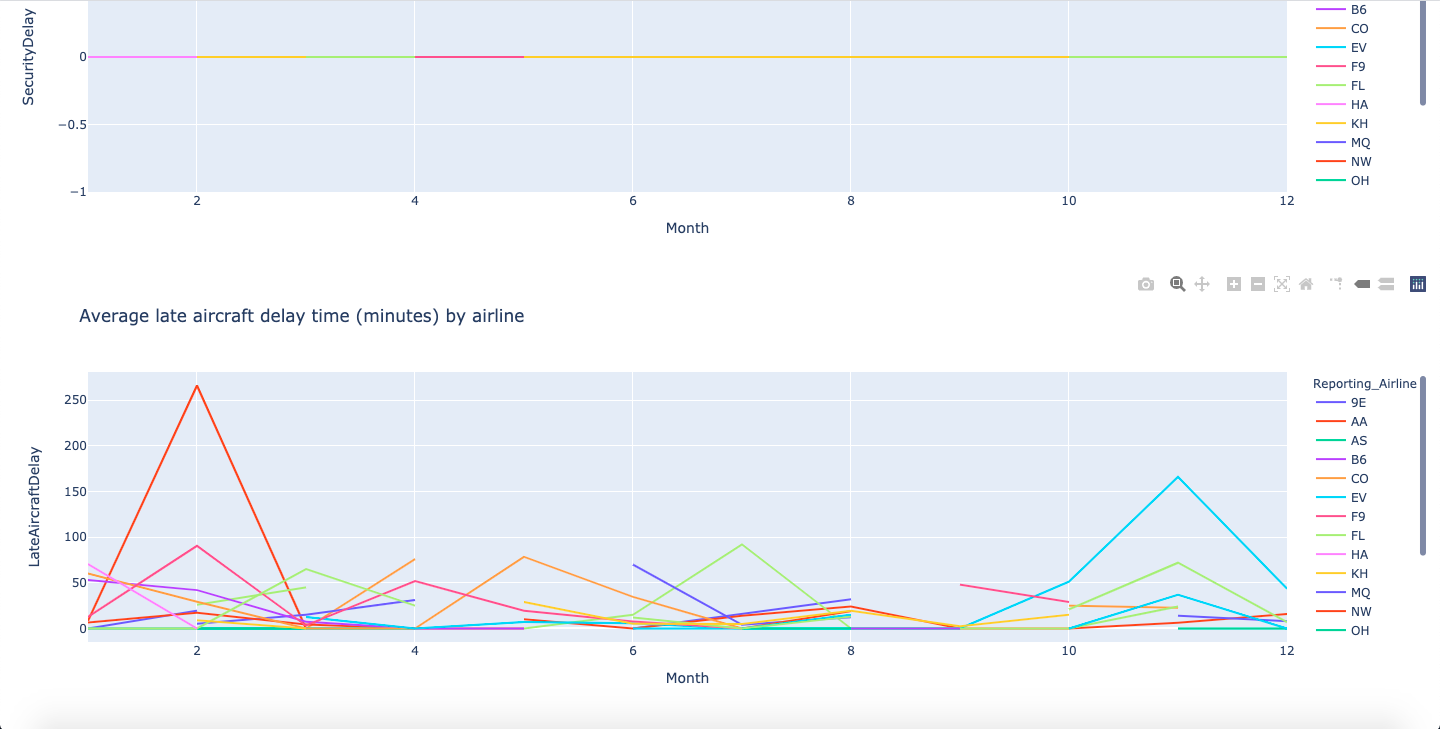 SecurityDelay
0
−0.5
−1
2 4 6 8 10 12
Month
B6
CO
EV
F9
FL
HA
KH
MQ
NW
OH
Average late aircraft delay time (minutes) by airline
LateAircraftDelay
250
200
150
100
50
0
2 4 6 8 10 12
Month
Reporting_Airline
9E
AA
AS
B6
CO
EV
F9
FL
HA
KH
MQ
NW
OH